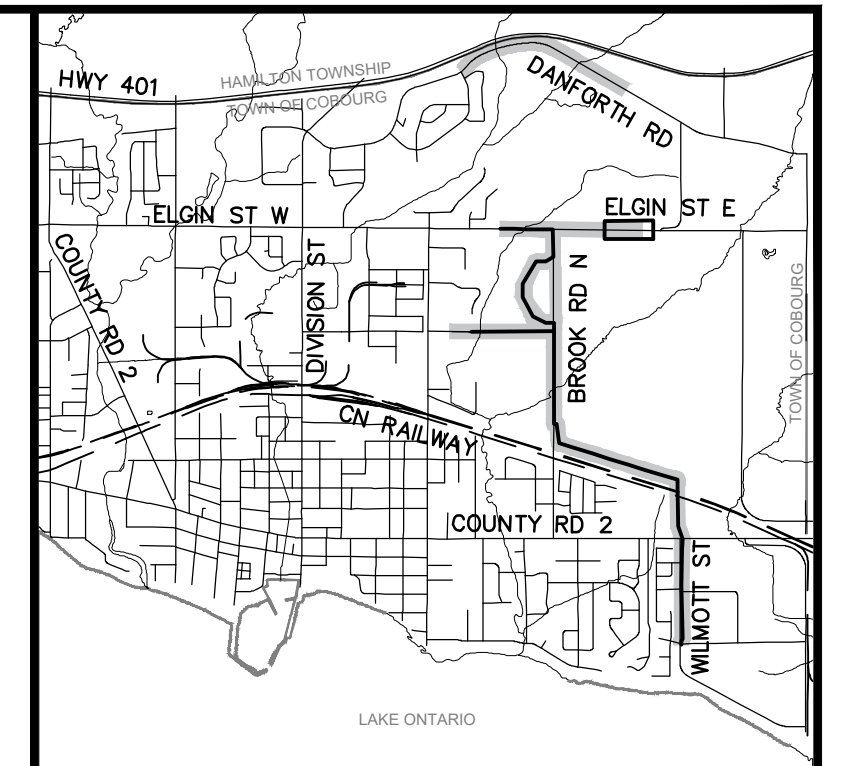 HWY 401
HAMILTON TOWNSHIP
TOWN OF COBOURG
DANFORTH RD
ELGIN ST W
ELGIN ST E
COUNTY RD 2
DIVISION ST
BROOK RD N
TOWN OF COBOURG
CN RAILWAY
COUNTY RD 2
WILMOTT ST
LAKE ONTARIO